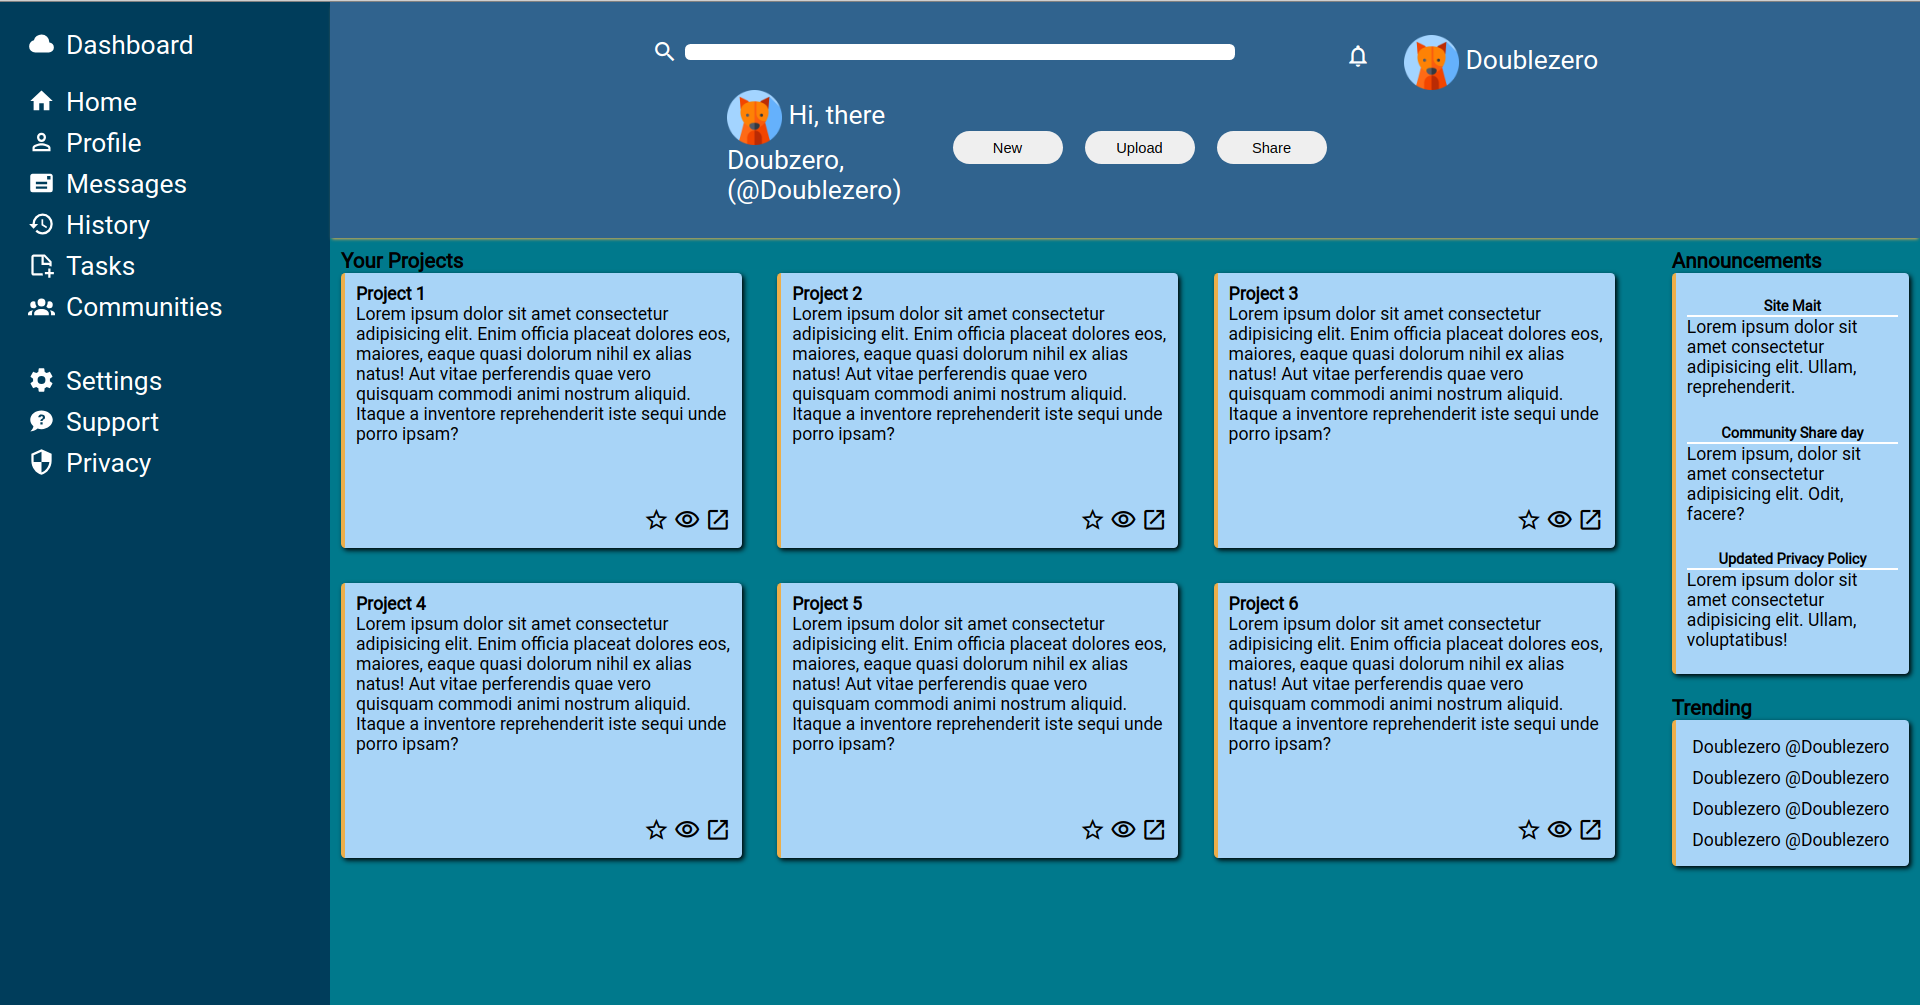 Dashboard
Home
Profile
Messages
History
Tasks
Communities
Settings
Support
Privacy
Doublezero
Hi, there
Doubzero,
(@Doublezero)
New
Upload
Share
Your Projects
Project 1
Lorem ipsum dolor sit amet consectetur
adipisicing elit. Enim officia placeat dolores eos,
maiores, eaque quasi dolorum nihil ex alias
natus! Aut vitae perferendis quae vero
quisquam commodi animi nostrum aliquid.
Itaque a inventore reprehenderit iste sequi unde
porro ipsam?
Project 2
Lorem ipsum dolor sit amet consectetur
adipisicing elit. Enim officia placeat dolores eos,
maiores, eaque quasi dolorum nihil ex alias
natus! Aut vitae perferendis quae vero
quisquam commodi animi nostrum aliquid.
Itaque a inventore reprehenderit iste sequi unde
porro ipsam?
Project 3
Lorem ipsum dolor sit amet consectetur
adipisicing elit. Enim officia placeat dolores eos,
maiores, eaque quasi dolorum nihil ex alias
natus! Aut vitae perferendis quae vero
quisquam commodi animi nostrum aliquid.
Itaque a inventore reprehenderit iste sequi unde
porro ipsam?
Project 4
Lorem ipsum dolor sit amet consectetur
adipisicing elit. Enim officia placeat dolores eos,
maiores, eaque quasi dolorum nihil ex alias
natus! Aut vitae perferendis quae vero
quisquam commodi animi nostrum aliquid.
Itaque a inventore reprehenderit iste sequi unde
porro ipsam?
Project 5
Lorem ipsum dolor sit amet consectetur
adipisicing elit. Enim officia placeat dolores eos,
maiores, eaque quasi dolorum nihil ex alias
natus! Aut vitae perferendis quae vero
quisquam commodi animi nostrum aliquid.
Itaque a inventore reprehenderit iste sequi unde
porro ipsam?
Project 6
Lorem ipsum dolor sit amet consectetur
adipisicing elit. Enim officia placeat dolores eos,
maiores, eaque quasi dolorum nihil ex alias
natus! Aut vitae perferendis quae vero
quisquam commodi animi nostrum aliquid.
Itaque a inventore reprehenderit iste sequi unde
porro ipsam?
Announcements
Site Mait
Lorem ipsum dolor sit
amet consectetur
adipisicing elit. Ullam,
reprehenderit.
Community Share day
Lorem ipsum, dolor sit
amet consectetur
adipisicing elit. Odit,
facere?
Updated Privacy Policy
Lorem ipsum dolor sit
amet consectetur
adipisicing elit. Ullam,
voluptatibus!
Trending
Doublezero @Doublezero
Doublezero @Doublezero
Doublezero @Doublezero
Doublezero @Doublezero